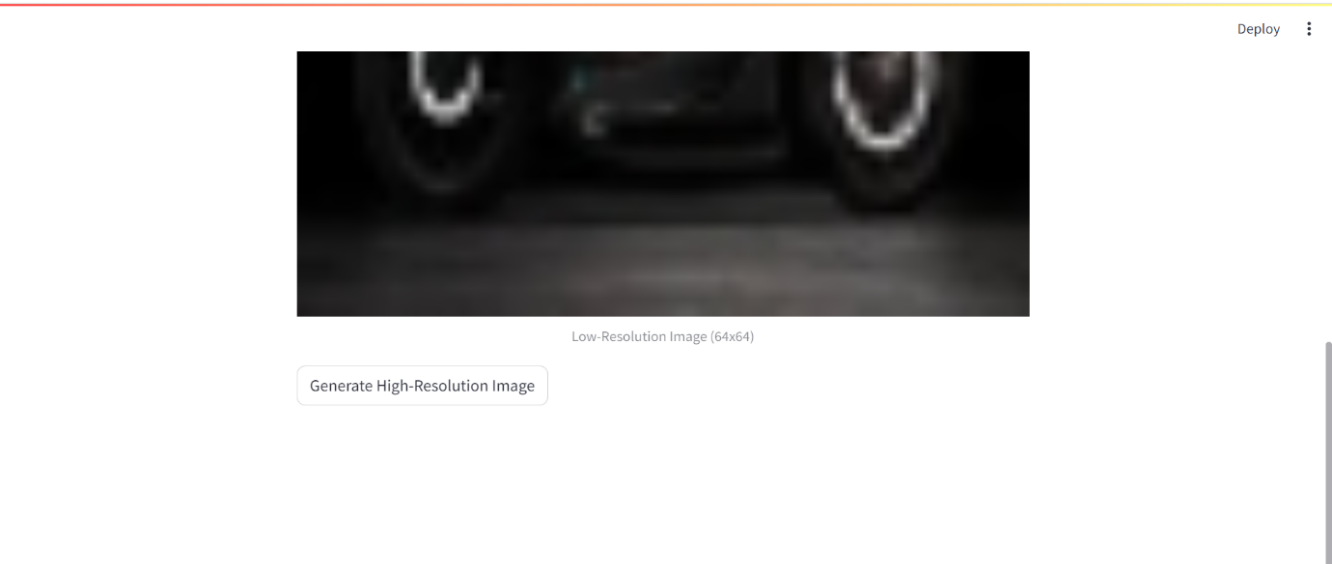 Deploy
Low-Resolution Image (64x64)
Generate High-Resolution Image